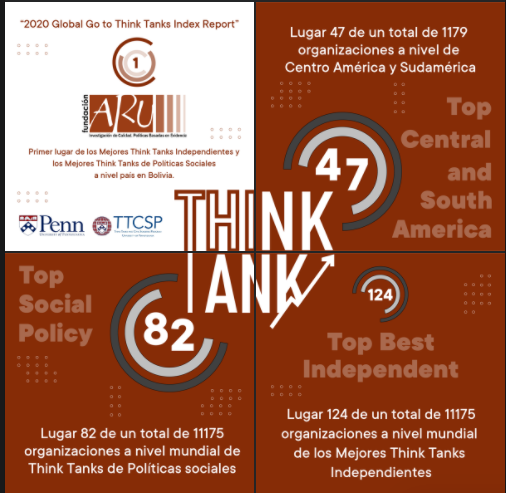 “2020 Global Go to Think Tanks Index Report”
1
fundación
ARU
Investigación de Calidad. Políticas Basadas en Evidencia
Primer lugar de los Mejores Think Tanks Independientes y
los Mejores Think Tanks de Políticas Sociales
a nivel país en Bolivia.
Penn
TTCSP
Lugar 47 de un total de 1179
organizaciones a nivel de
Centro América y Sudamérica
47
Top
Central
and
South
America
THINK
TANK
Top
Social
Policy
82
Lugar 82 de un total de 11175
organizaciones a nivel mundial de
Think Tanks de Políticas sociales
124
Top Best
Independent
Lugar 124 de un total de 11175
organizaciones a nivel mundial
de los Mejores Think Tanks
Independientes